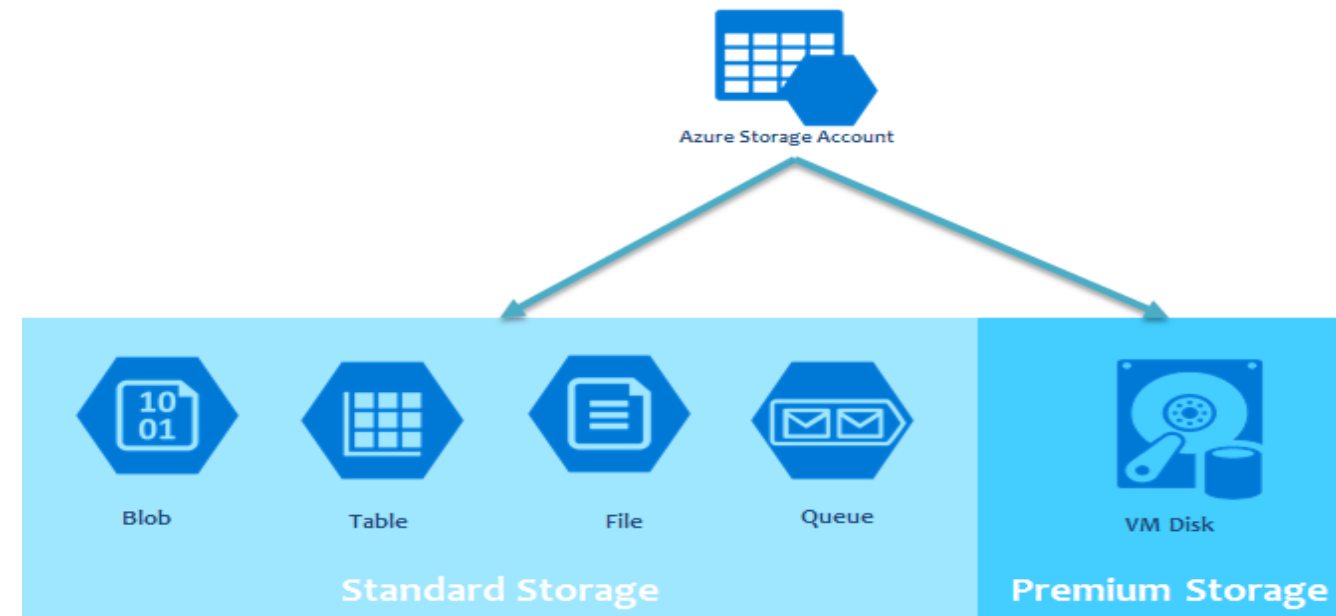 Azure Storage Account
10
01
Blob
Table
File
Queue
VM Disk
Standard Storage
Premium Storage